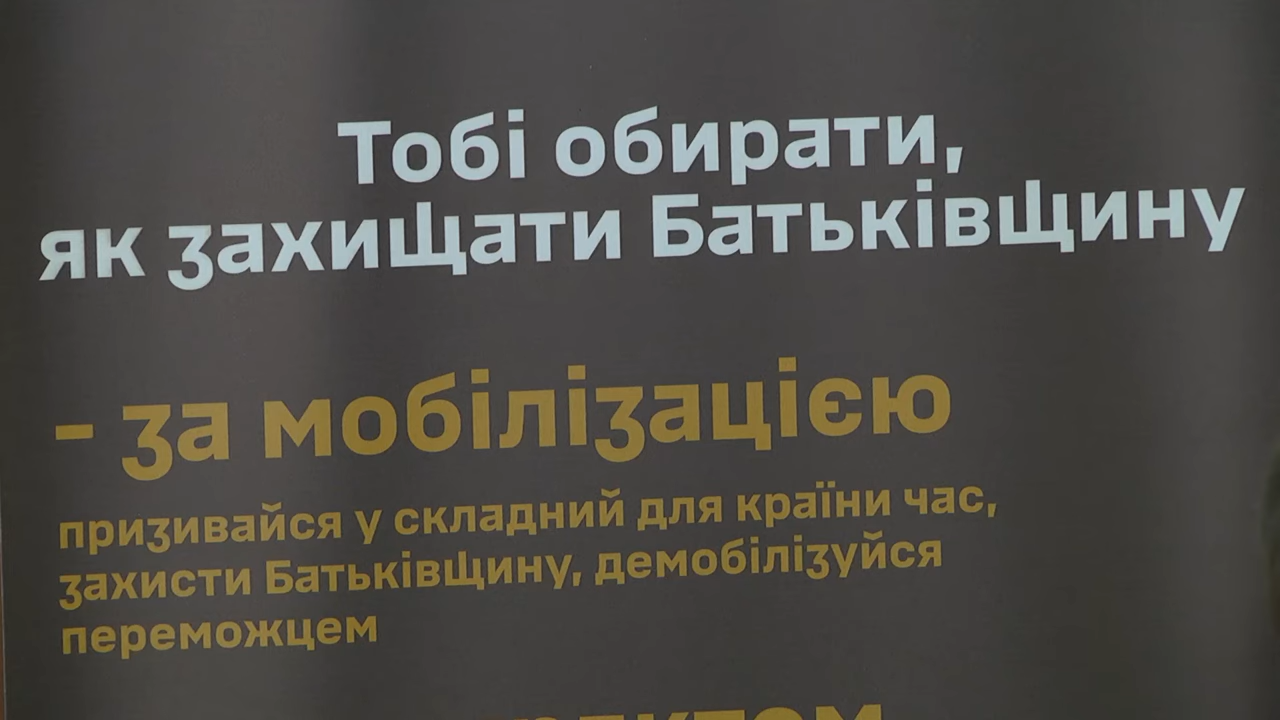 Тобі обирати,
як захищати Батьківщину
- за мобілізацією
призивайся у складний для країни час,
захисти Батьківщину, демобілізуйся
переможцем